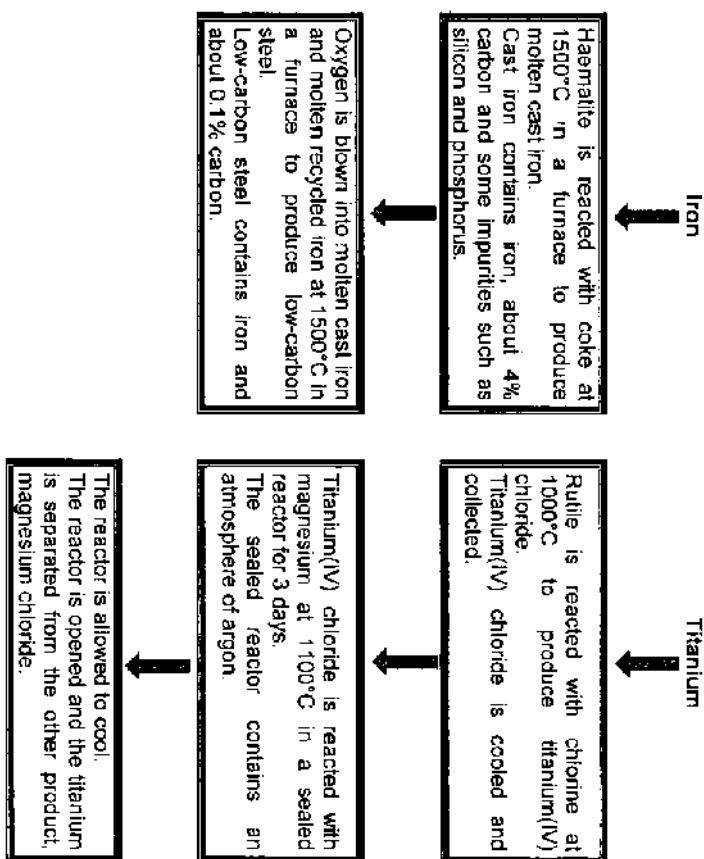 Iron
Haematite is reacted with coke at
1500°C in a furnace to produce
molten cast iron.
Cast iron contains iron, about 4%
carbon and some impurities such as
silicon and phosphorus.
Oxygen is blown into molten cast iron
and molten recycled iron at 1500°C in
a furnace to produce low-carbon
steel.
Low-carbon steel contains iron and
about 0.1% carbon.
Titanium
Rutile is reacted with chlorine at
1000°C to produce titanium(IV)
chloride.
Titanium(IV) chloride is cooled and
collected.
Titanium(IV) chloride is reacted with
magnesium at 1100°C in a sealed
reactor for 3 days.
The sealed reactor contains an
atmosphere of argon.
The reactor is allowed to cool.
The reactor is opened and the titanium
is separated from the other product,
magnesium chloride.